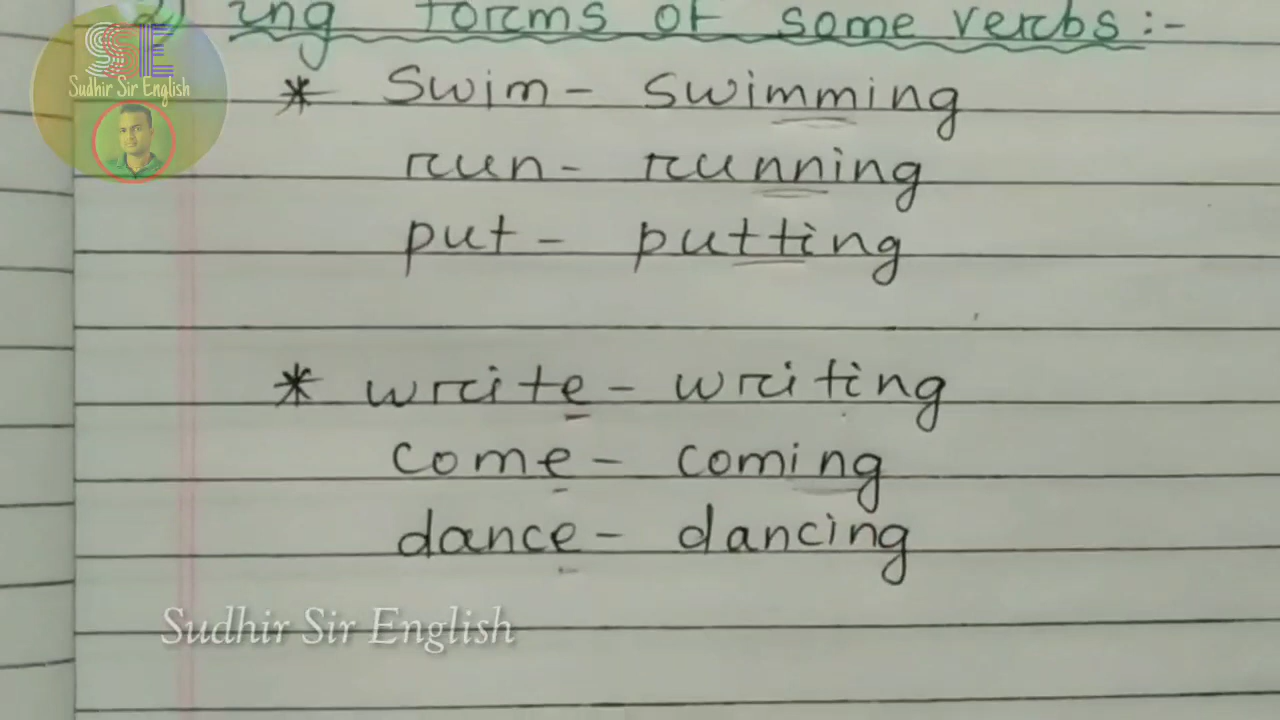 d) ing forms of some verbs:-
SE
Sudhir Sir English
* Swim - Swimming
run - running
put - putting
* write - writing
come - coming
dance - dancing
Sudhir Sir English